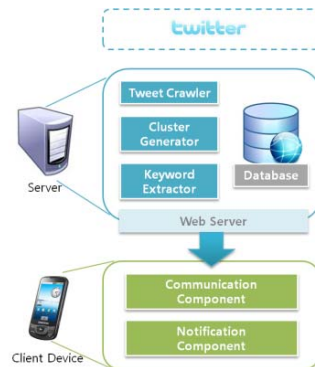 twitter
Tweet Crawler
Cluster
Generator
Keyword
Extractor
Database
Server
Web Server
Communication
Component
Notification
Component
Client Device